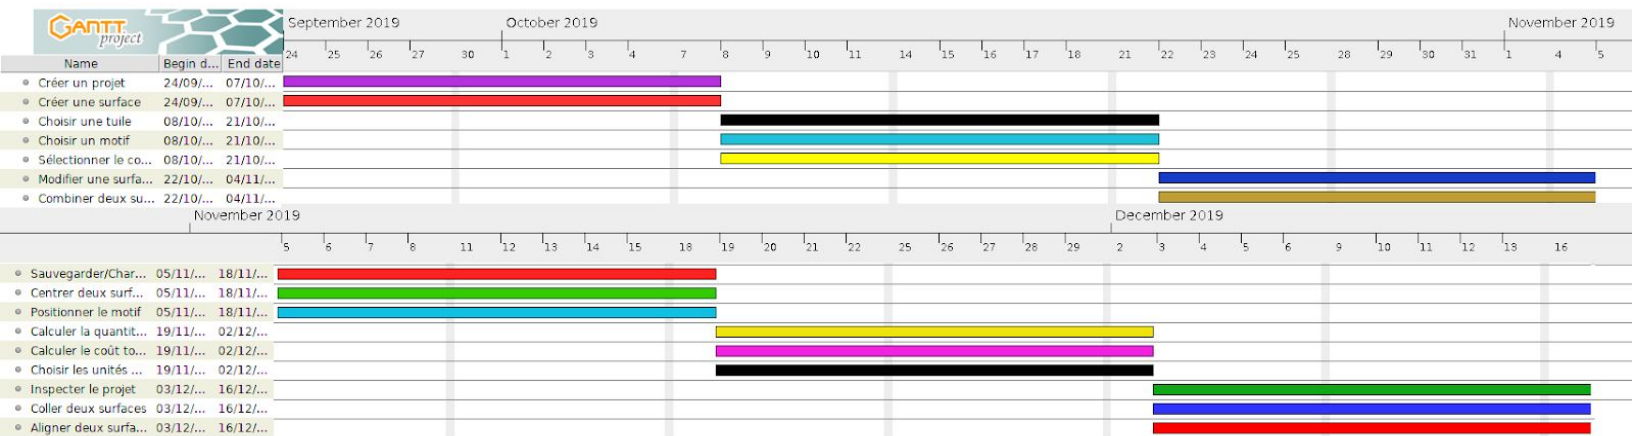 GANTT
project
September 2019 October 2019 November 2019
24 25 26 27 30 1 2 3 4 7 8 9 10 11 14 15 16 17 18 21 22 23 24 25 28 29 30 31 1 4 5
Name Begin d... End date
Créer un projet 24/09/... 07/10/...
Créer une surface 24/09/... 07/10/...
Choisir une tuile 08/10/... 21/10/...
Choisir un motif 08/10/... 21/10/...
Sélectionner le co... 08/10/... 21/10/...
Modifier une surfa... 22/10/... 04/11/...
Combiner deux su... 22/10/... 04/11/...
November 2019 December 2019
5 6 7 8 11 12 13 14 15 18 19 20 21 22 25 26 27 28 29 2 3 4 5 6 9 10 11 12 13 16
Sauvegarder/Char... 05/11/... 18/11/...
Centrer deux surf... 05/11/... 18/11/...
Positionner le motif 05/11/... 18/11/...
Calculer la quantit... 19/11/... 02/12/...
Calculer le coût to... 19/11/... 02/12/...
Choisir les unités ... 19/11/... 02/12/...
Inspecter le projet 03/12/... 16/12/...
Coller deux surfaces 03/12/... 16/12/...
Aligner deux surfa... 03/12/... 16/12/...